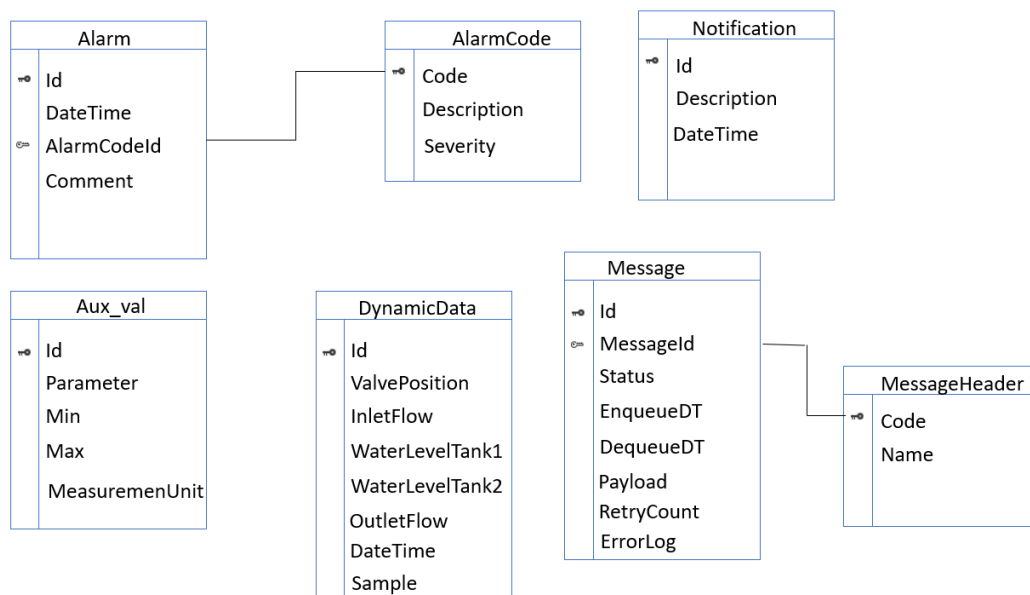 Alarm
Id
DateTime
AlarmCodeId
Comment
AlarmCode
Code
Description
Severity
Notification
Id
Description
DateTime
Aux_val
Id
Parameter
Min
Max
MeasuremenUnit
DynamicData
Id
ValvePosition
InletFlow
WaterLevelTank1
WaterLevelTank2
OutletFlow
DateTime
Sample
Message
Id
MessageId
Status
EnqueueDT
DequeueDT
Payload
RetryCount
ErrorLog
MessageHeader
Code
Name